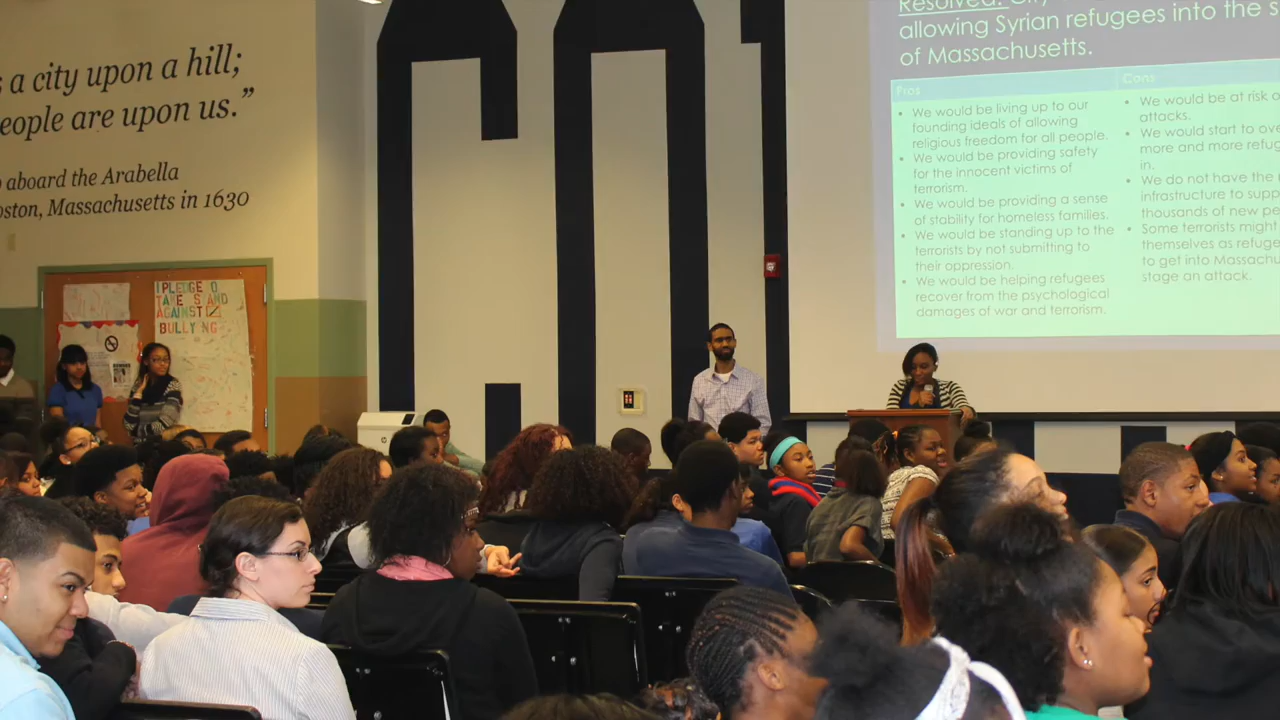 s a city upon a hill;
eople are upon us.”
aboard the Arabella
oston, Massachusetts in 1630
I PLEDGE TO
TAKE STAND
AGAINST
BULLYING
COT
Resolved: City
allowing Syrian refugees into the s
of Massachusetts.
Pros
• We would be living up to our
founding ideals of allowing
religious freedom for all people.
• We would be providing safety
for the innocent victims of
terrorism.
• We would be providing a sense
of stability for homeless families.
• We would be standing up to the
terrorists by not submitting to
their oppression.
• We would be helping refugees
recover from the psychological
damages of war and terrorism.
Cons
• We would be at risk o
attacks.
• We would start to ove
more and more refug
in.
• We do not have the
infrastructure to supp
thousands of new pe
• Some terrorists might
themselves as refuge
to get into Massachu
stage an attack.